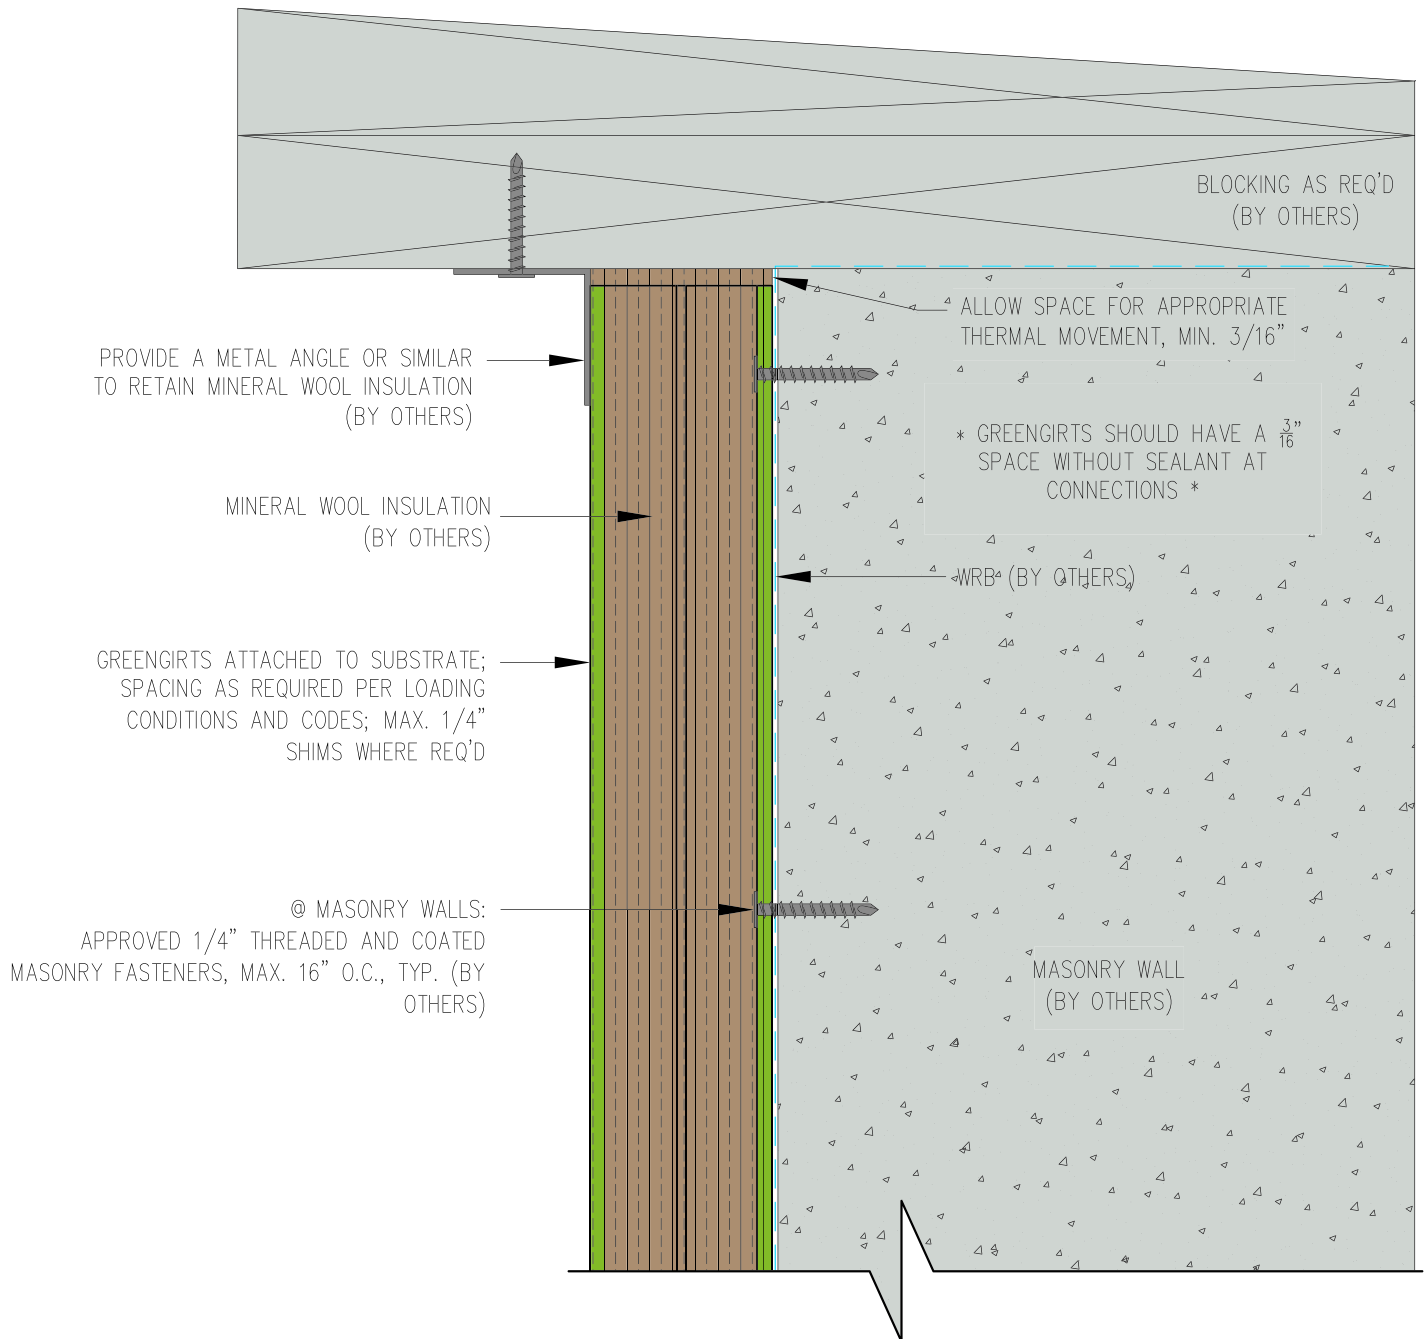 BLOCKING AS REQ'D
(BY OTHERS)
ALLOW SPACE FOR APPROPRIATE
THERMAL MOVEMENT, MIN. 3/16"
PROVIDE A METAL ANGLE OR SIMILAR
TO RETAIN MINERAL WOOL INSULATION
(BY OTHERS)
* GREENGIRTS SHOULD HAVE A 3/16"
SPACE WITHOUT SEALANT AT
CONNECTIONS *
MINERAL WOOL INSULATION
(BY OTHERS)
WRB (BY OTHERS)
GREENGIRTS ATTACHED TO SUBSTRATE;
SPACING AS REQUIRED PER LOADING
CONDITIONS AND CODES; MAX. 1/4"
SHIMS WHERE REQ'D
@ MASONRY WALLS:
APPROVED 1/4" THREADED AND COATED
MASONRY FASTENERS, MAX. 16" O.C., TYP. (BY
OTHERS)
MASONRY WALL
(BY OTHERS)